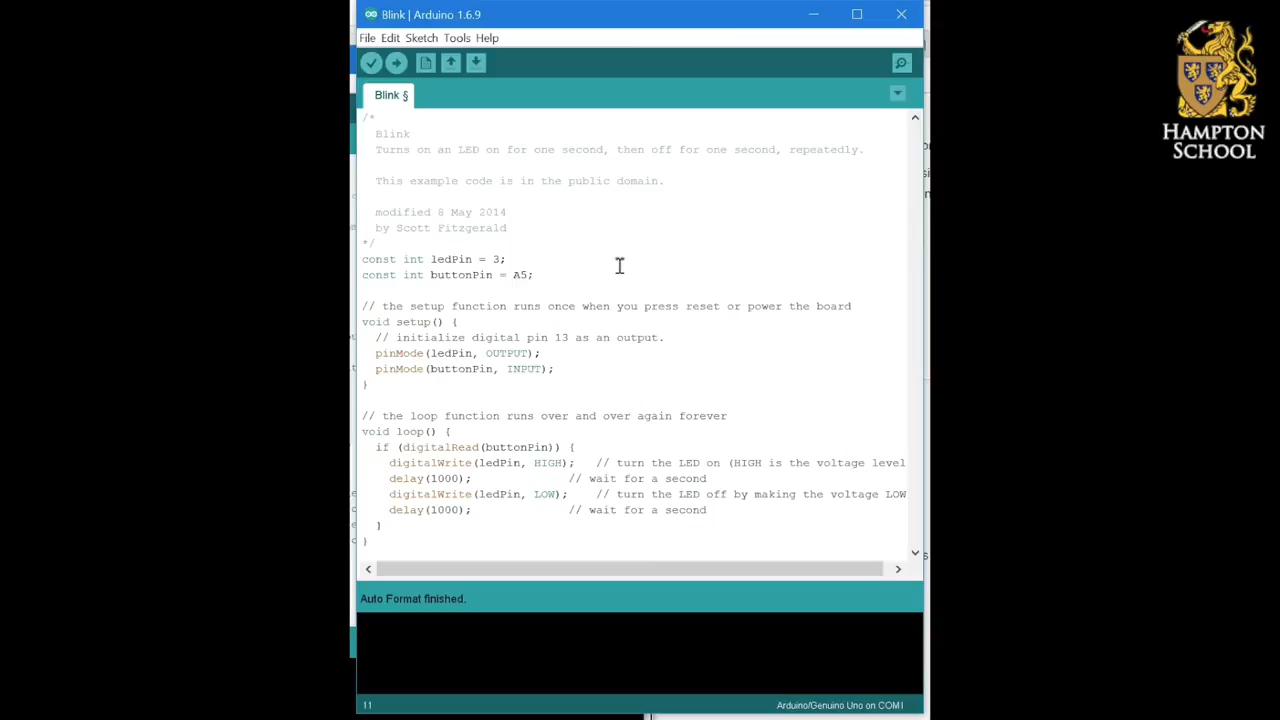 Blink | Arduino 1.6.9
File Edit Sketch Tools Help
Blink §
/*
Blink
Turns on an LED on for one second, then off for one second, repeatedly.
This example code is in the public domain.
modified 8 May 2014
by Scott Fitzgerald
*/
const int ledPin = 3;
const int buttonPin = A5;
// the setup function runs once when you press reset or power the board
void setup() {
// initialize digital pin 13 as an output.
pinMode(ledPin, OUTPUT);
pinMode(buttonPin, INPUT);
}
// the loop function runs over and over again forever
void loop() {
if (digitalRead(buttonPin)) {
digitalWrite(ledPin, HIGH); // turn the LED on (HIGH is the voltage level
delay(1000); // wait for a second
digitalWrite(ledPin, LOW); // turn the LED off by making the voltage LOW
delay(1000); // wait for a second
}
}
Auto Format finished.
11
Arduino/Genuino Uno on COM1
HAMPTON
SCHOOL